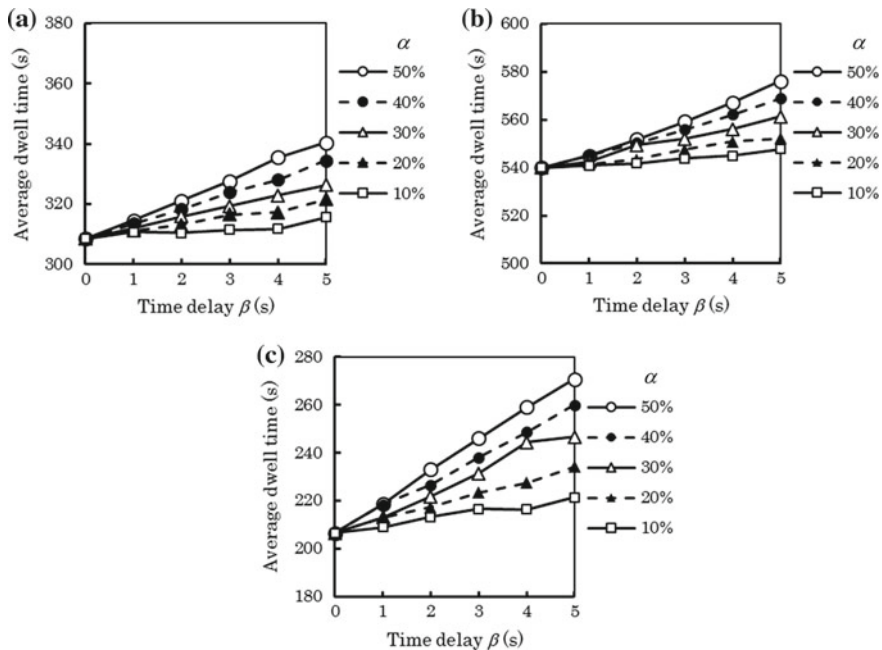 (a)
380
360
340
320
300
Average dwell time (s)
0 1 2 3 4 5
Time delay β (s)
α
50%
40%
30%
20%
10%
(b)
600
580
560
540
520
500
Average dwell time (s)
0 1 2 3 4 5
Time delay β (s)
α
50%
40%
30%
20%
10%
(c)
280
260
240
220
200
180
Average dwell time (s)
0 1 2 3 4 5
Time delay β (s)
α
50%
40%
30%
20%
10%